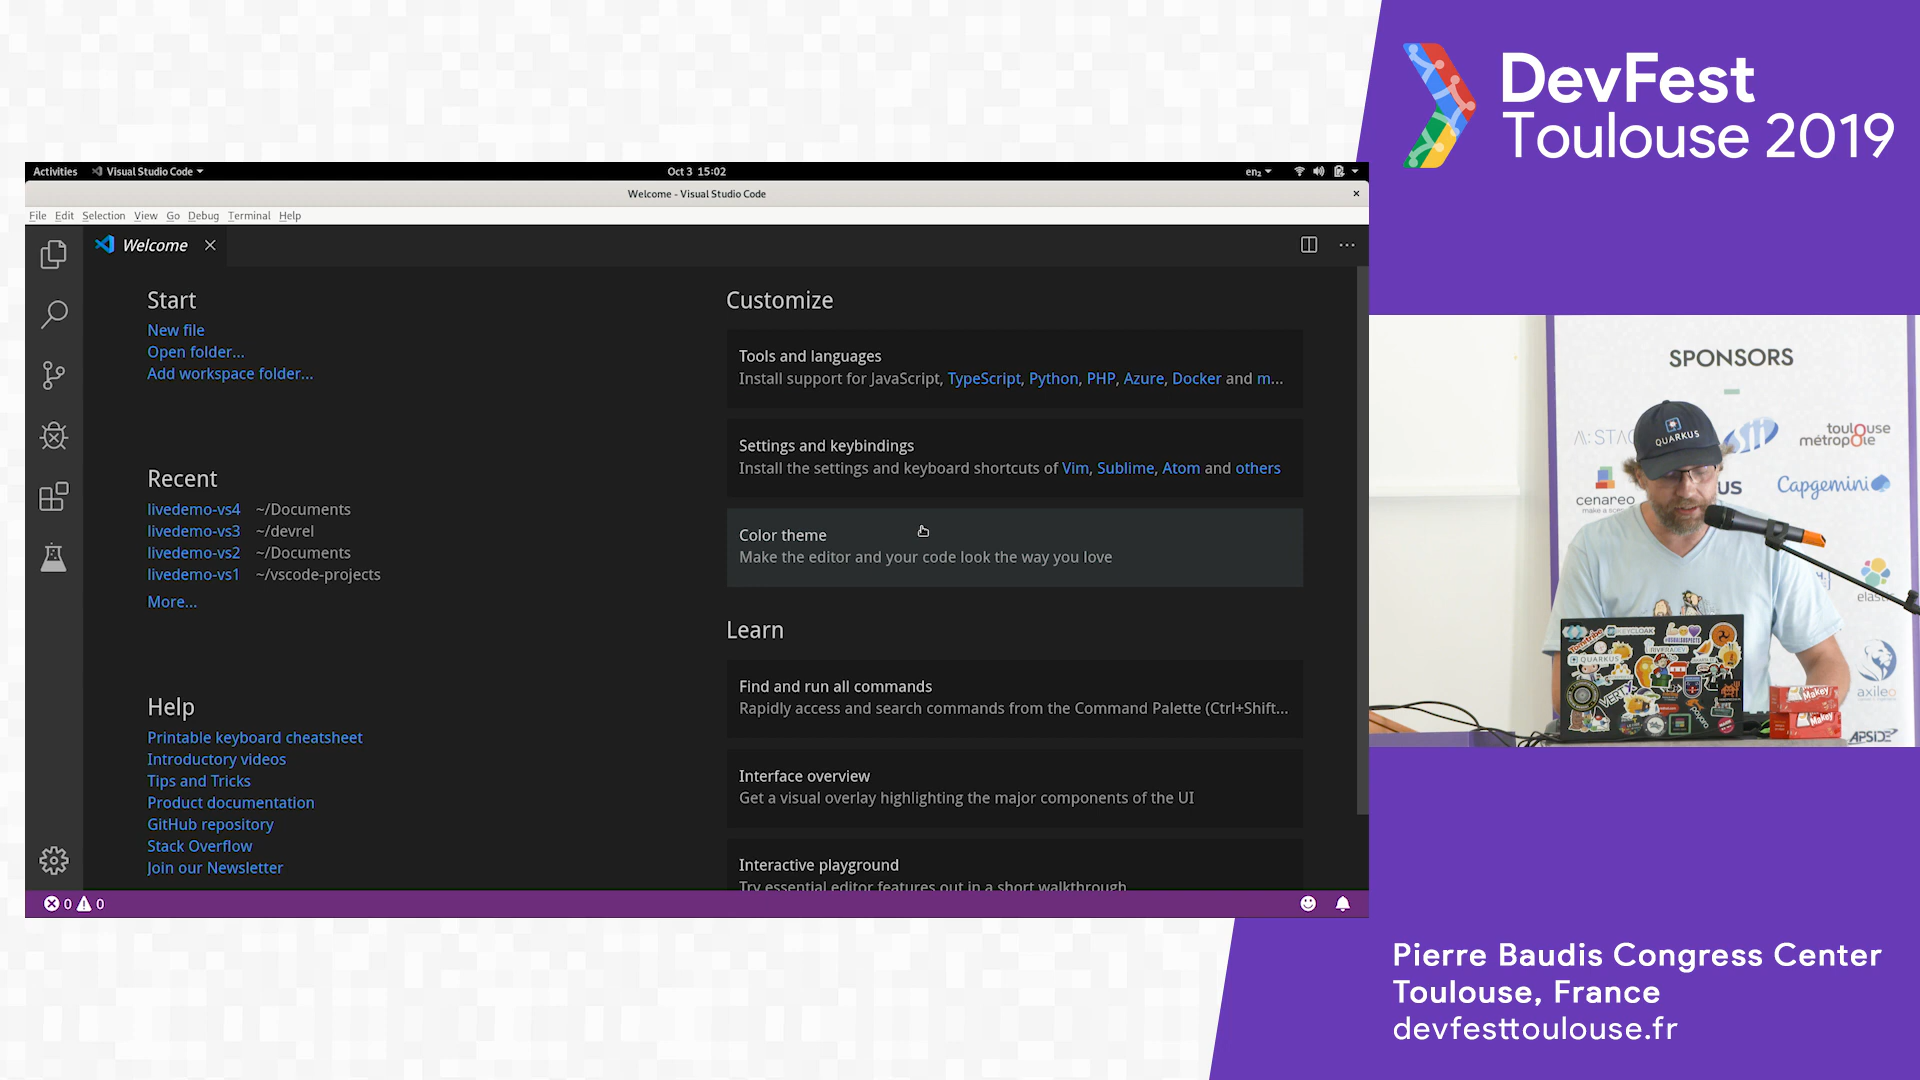 DevFest
Toulouse 2019
Activities
Visual Studio Code
Oct 3 15:02
en₂
Welcome - Visual Studio Code
File Edit Selection View Go Debug Terminal Help
Welcome
Start
New file
Open folder...
Add workspace folder...
Recent
livedemo-vs4 ~/Documents
livedemo-vs3 ~/devrel
livedemo-vs2 ~/Documents
livedemo-vs1 ~/vscode-projects
More...
Help
Printable keyboard cheatsheet
Introductory videos
Tips and Tricks
Product documentation
GitHub repository
Stack Overflow
Join our Newsletter
Customize
Tools and languages
Install support for JavaScript, TypeScript, Python, PHP, Azure, Docker and m...
Settings and keybindings
Install the settings and keyboard shortcuts of Vim, Sublime, Atom and others
Color theme
Make the editor and your code look the way you love
Learn
Find and run all commands
Rapidly access and search commands from the Command Palette (Ctrl+Shift...
Interface overview
Get a visual overlay highlighting the major components of the UI
Interactive playground
Try essential editor features out in a short walkthrough
0 0
SPONSORS
QUARKUS
toulouse
métropole
cenareo
Capgemini
elastic
axileo
APSIDE
KEYCLOAK
QUARKUS
VERT.X
Makey
Makey
Pierre Baudis Congress Center
Toulouse, France
devfesttoulouse.fr